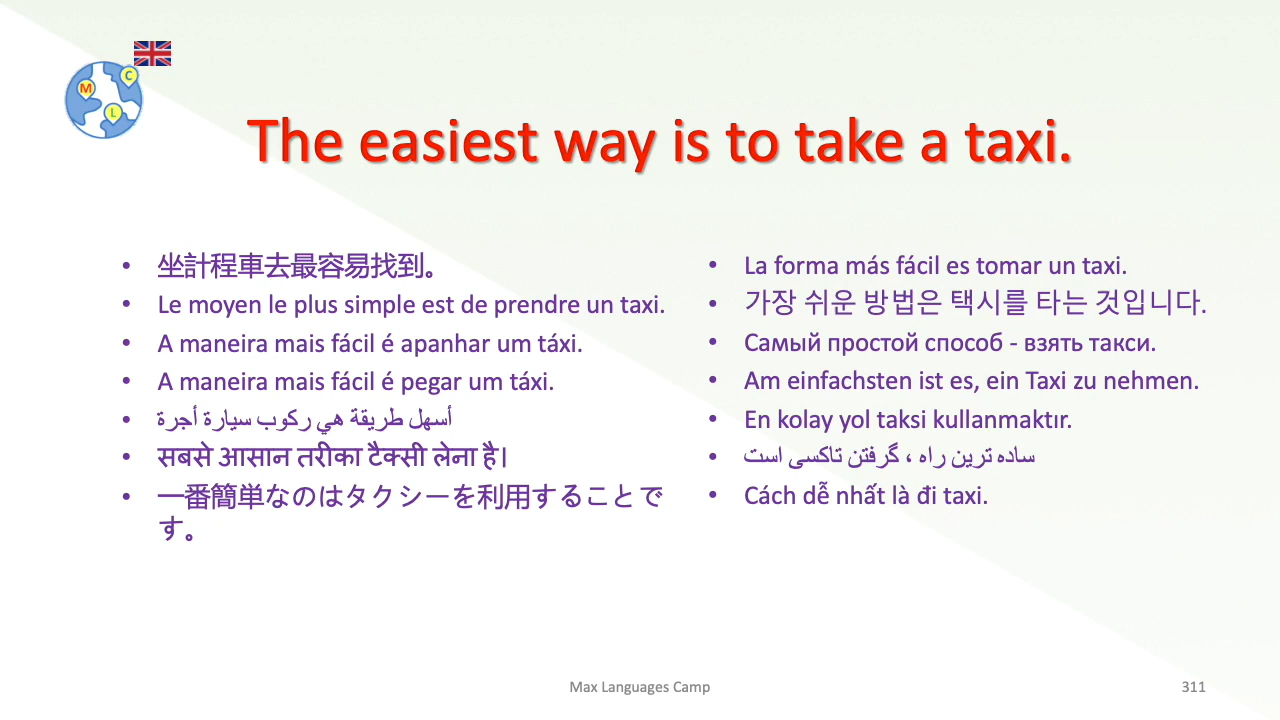 M
C
L
The easiest way is to take a taxi.
• 坐計程車去最容易找到。
• Le moyen le plus simple est de prendre un taxi.
• A maneira mais fácil é apanhar um táxi.
• A maneira mais fácil é pegar um táxi.
• أسهل طريقة هي ركوب سيارة أجرة
• सबसे आसान तरीका टैक्सी लेना है।
• 一番簡単なのはタクシーを利用することで
す。
• La forma más fácil es tomar un taxi.
• 가장 쉬운 방법은 택시를 타는 것입니다.
• Самый простой способ - взять такси.
• Am einfachsten ist es, ein Taxi zu nehmen.
• En kolay yol taksi kullanmaktır.
• ساده ترین راه ، گرفتن تاکسی است
• Cách dễ nhất là đi taxi.
Max Languages Camp
311